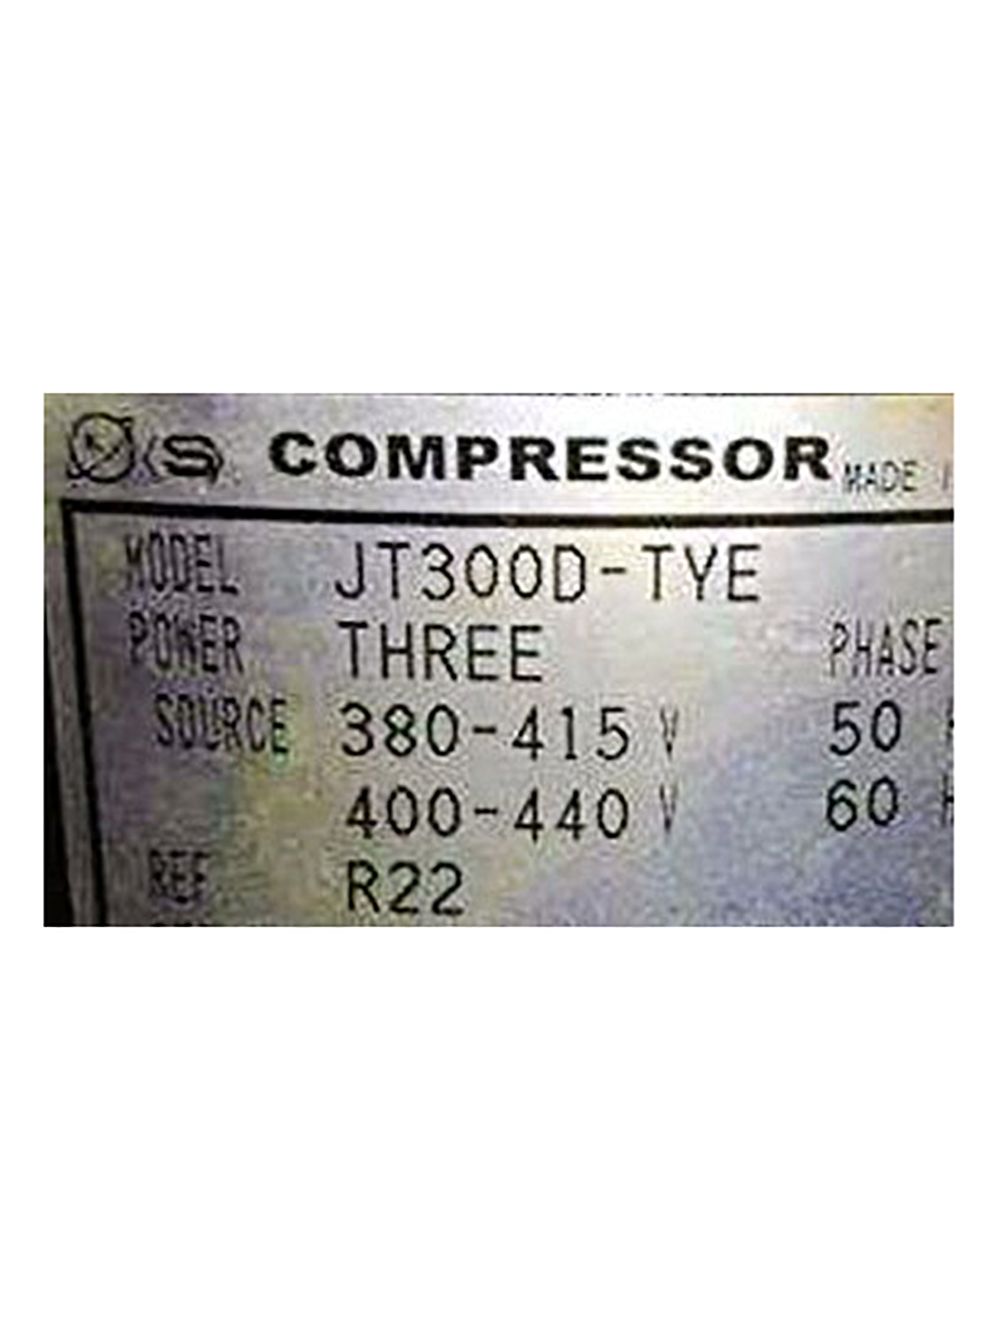 COMPRESSOR MADE
MODEL JT300D-TYE
POWER THREE PHASE
SOURCE 380-415 V 50
400-440 V 60 H
REF R22